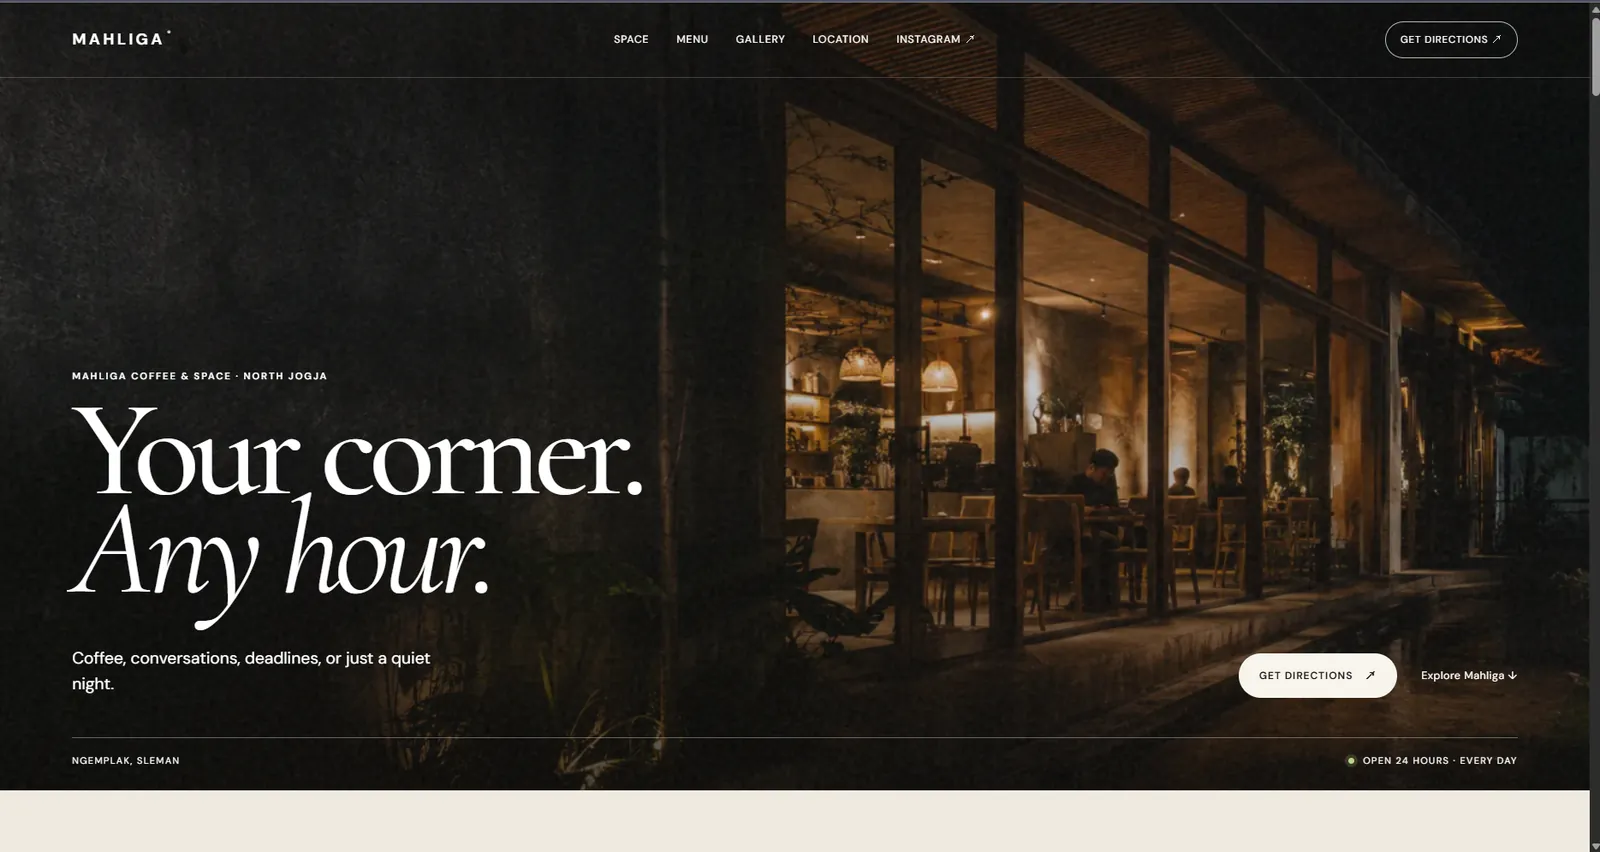 MAHLIGA
SPACE MENU GALLERY LOCATION INSTAGRAM ↗
GET DIRECTIONS ↗
MAHLIGA COFFEE & SPACE · NORTH JOGJA
Your corner.
Any hour.
Coffee, conversations, deadlines, or just a quiet
night.
GET DIRECTIONS ↗
Explore Mahliga ↓
NGEMPLAK, SLEMAN
OPEN 24 HOURS · EVERY DAY